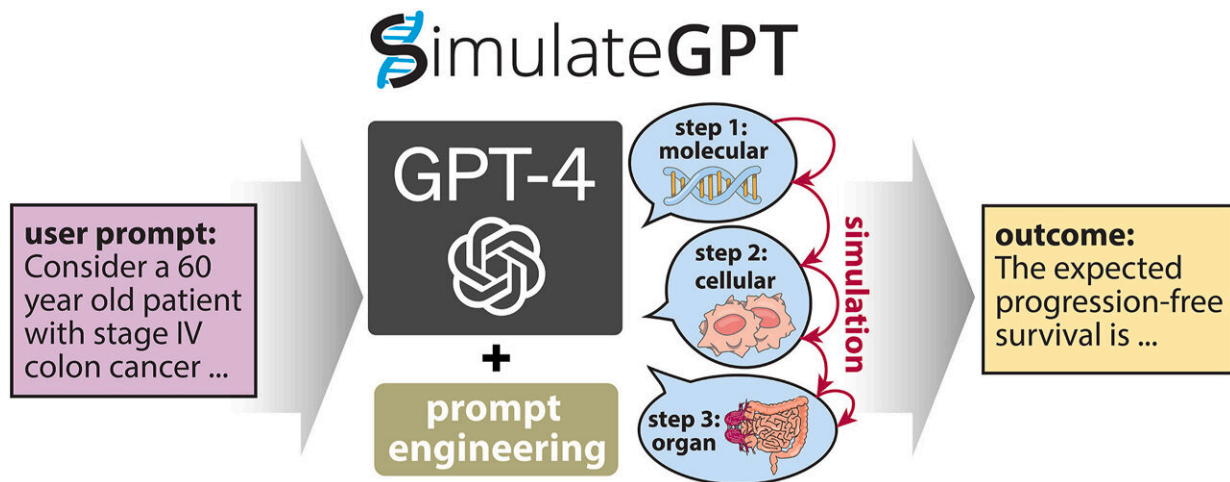 SimulateGPT
user prompt:
Consider a 60
year old patient
with stage IV
colon cancer ...
GPT-4
+
prompt
engineering
step 1:
molecular
step 2:
cellular
step 3:
organ
simulation
outcome:
The expected
progression-free
survival is ...